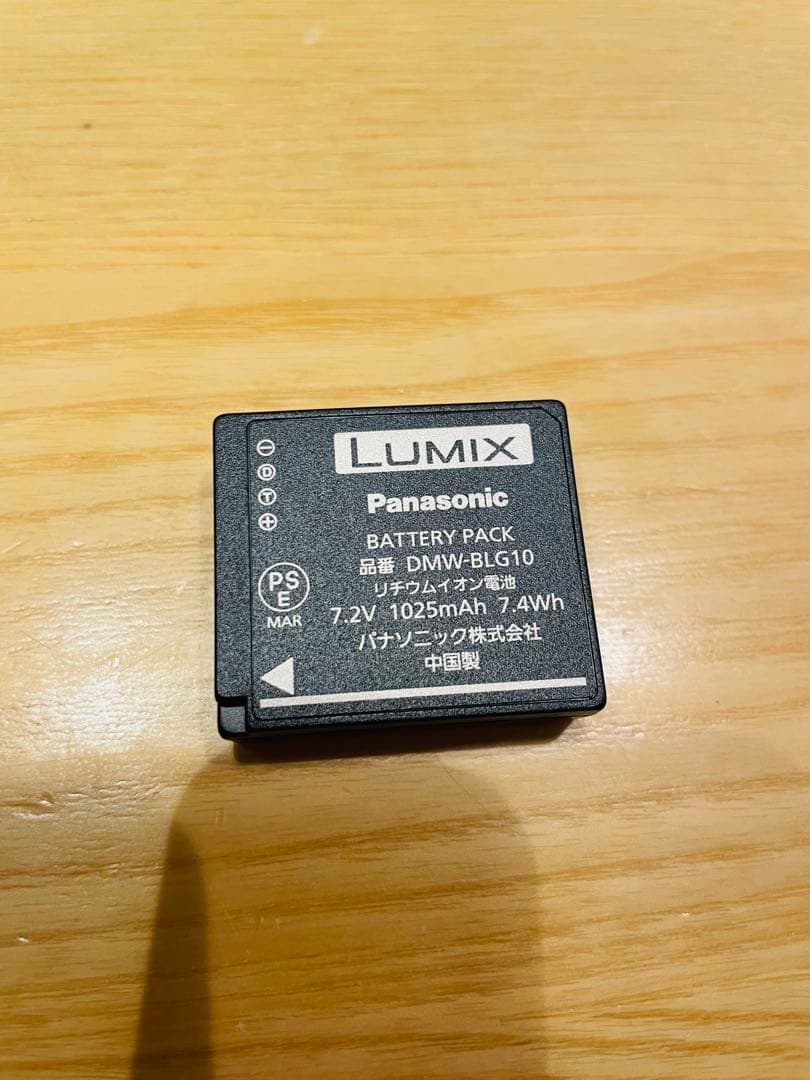 LUMIX
Panasonic
BATTERY PACK
品番 DMW-BLG10
リチウムイオン電池
7.2V 1025mAh 7.4Wh
パナソニック株式会社
中国製
⊖
Ⓓ
Ⓣ
⊕
PS
E
MAR